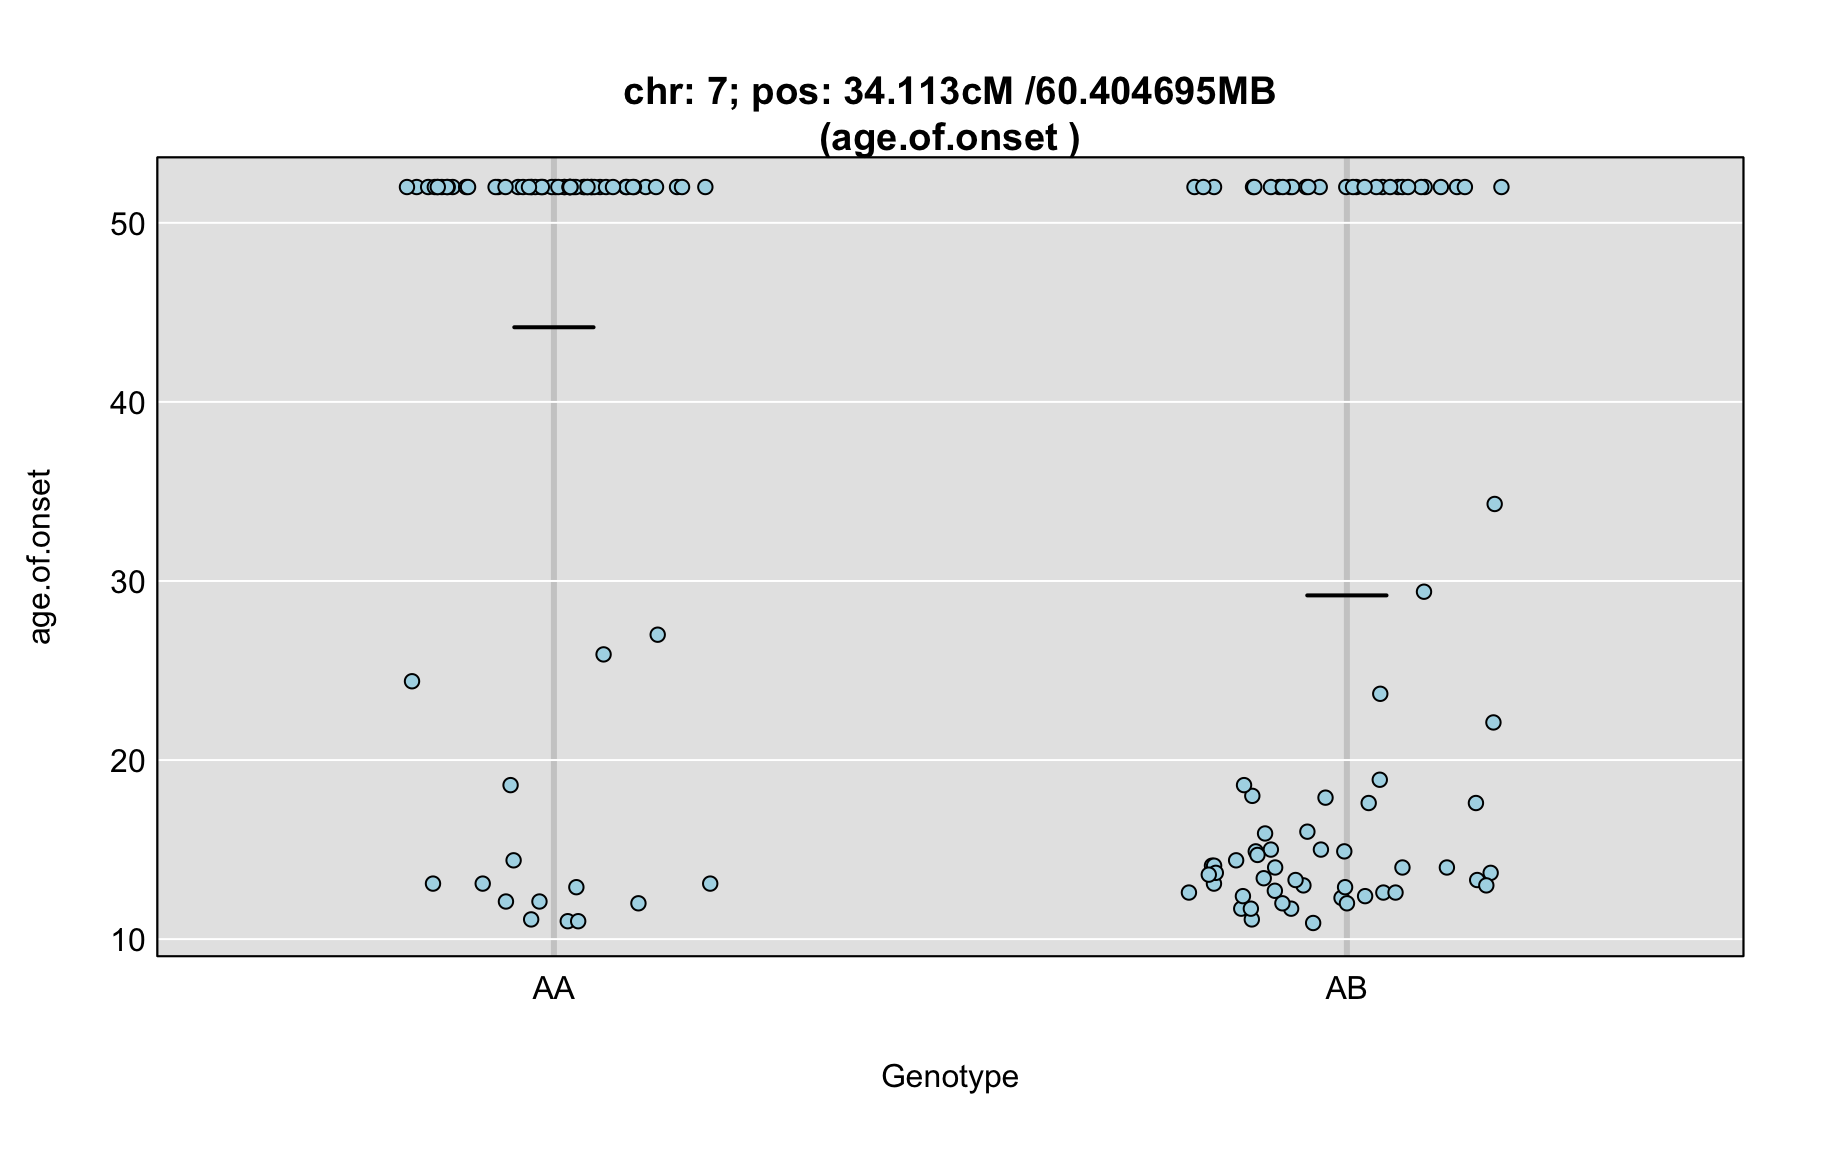 chr: 7; pos: 34.113cM /60.404695MB
(age.of.onset )
50
40
30
20
10
age.of.onset
AA
AB
Genotype